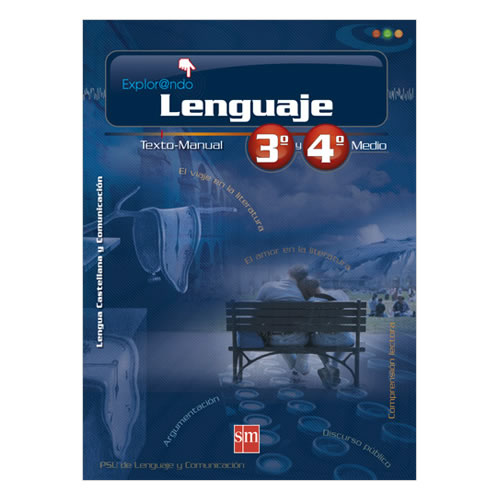 Explor@ndo
Lenguaje
Texto-Manual
3º y 4º Medio
El viaje en la literatura
El amor en la literatura
Lengua Castellana y Comunicación
Comprensión lectora
Argumentación
Discurso público
sm
PSU de Lenguaje y Comunicación